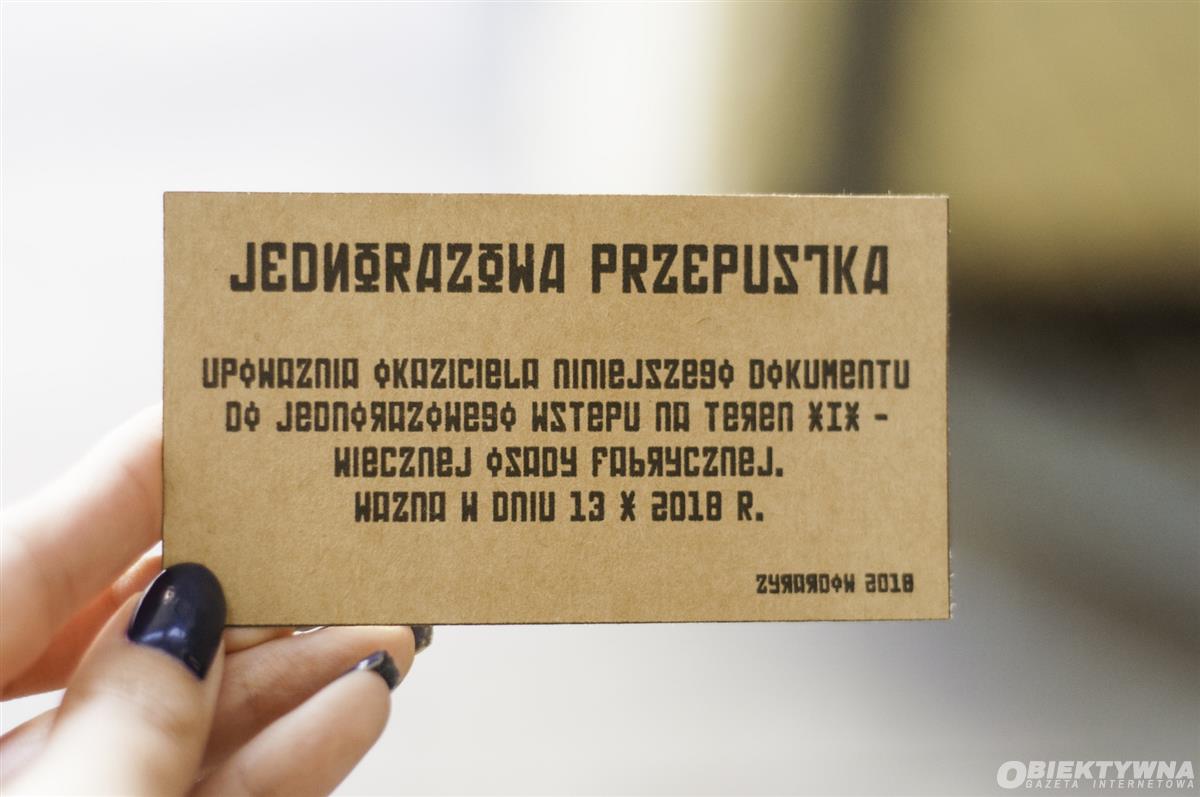 JEDNORAZOWA PRZEPUSTKA
UPOWAZNIA OKAZICIELA NINIEJSZEGO DOKUMENTU
DO JEDNORAZOWEGO WSTEPU NA TEREN XIX -
WIECZNEJ OSADY FABRYCZNEJ.
WAZNA W DNIU 13 X 2018 R.
ZYRARDOW 2018
OBIEKTYWNA
GAZETA INTERNETOWA